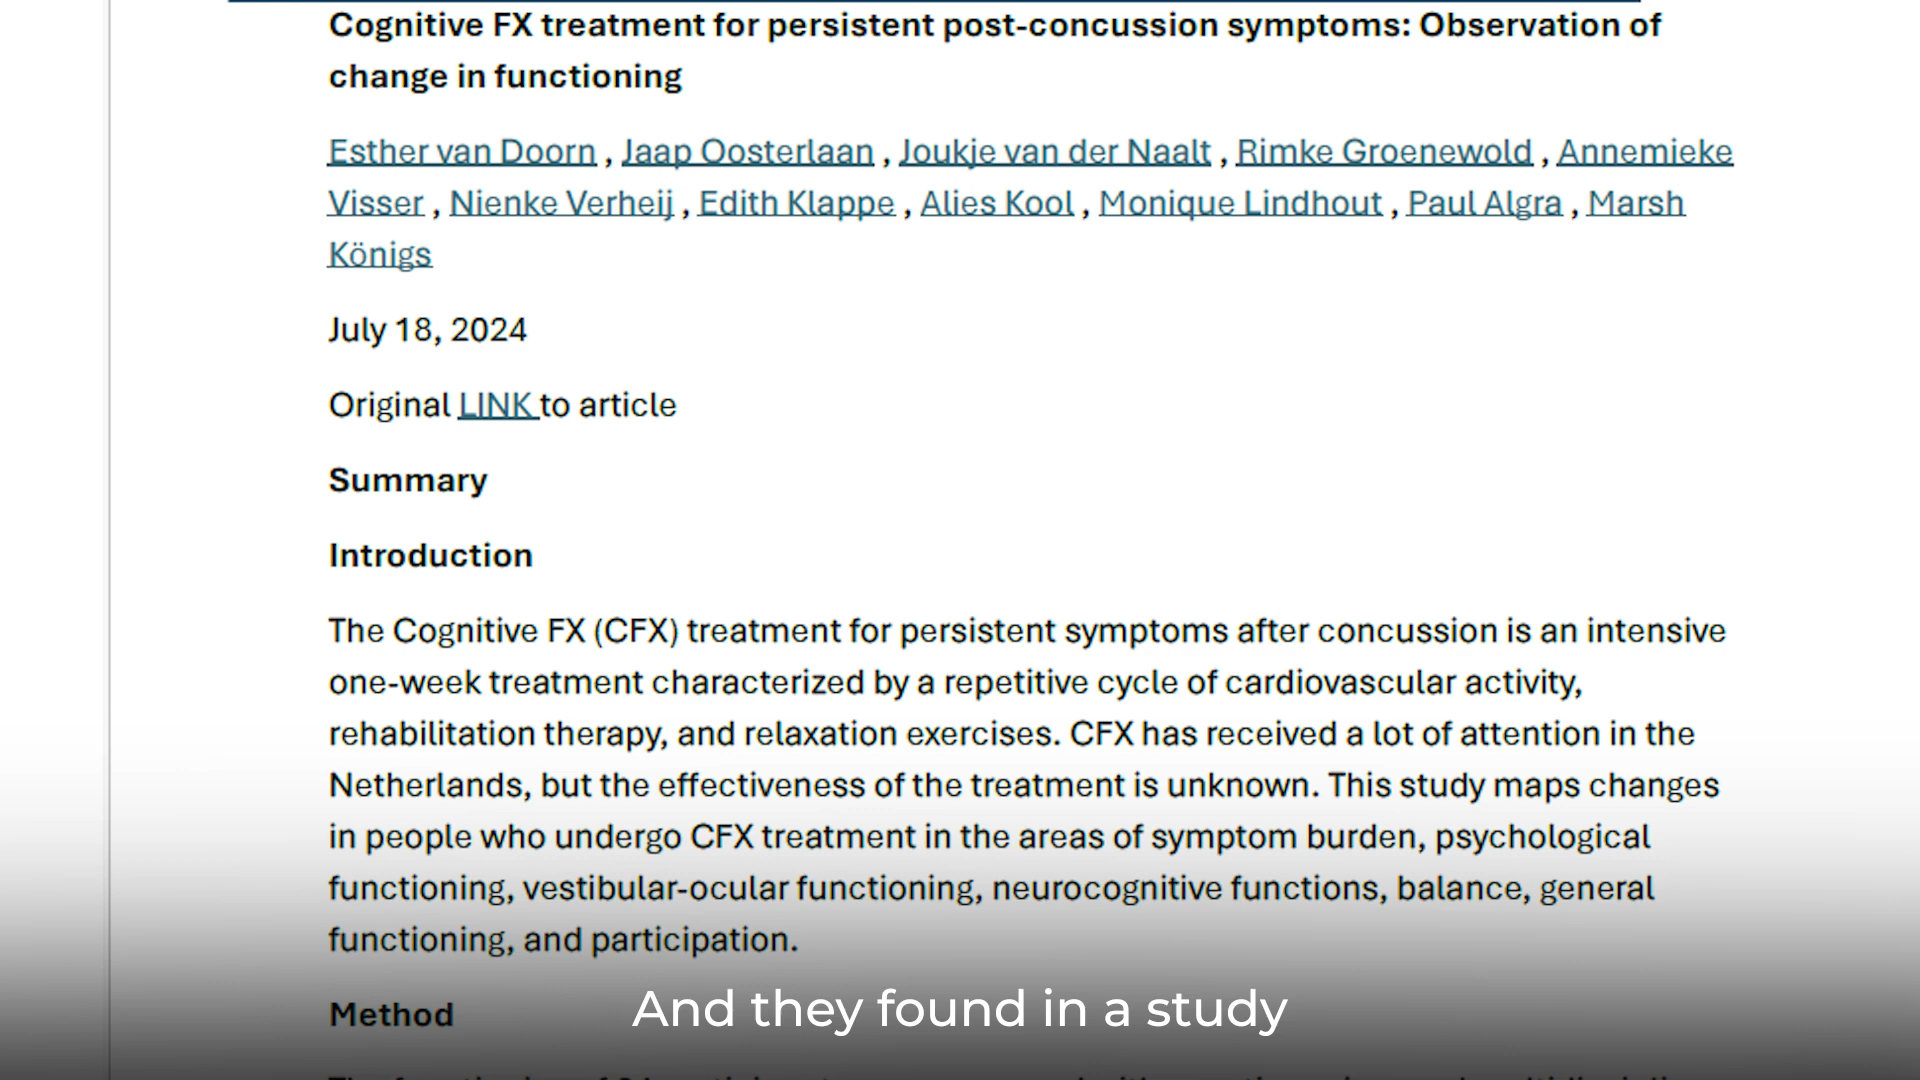 Cognitive FX treatment for persistent post-concussion symptoms: Observation of
change in functioning
Esther van Doorn , Jaap Oosterlaan , Joukje van der Naalt , Rimke Groenewold , Annemieke
Visser , Nienke Verheij , Edith Klappe , Alies Kool , Monique Lindhout , Paul Algra , Marsh
Königs
July 18, 2024
Original LINK to article
Summary
Introduction
The Cognitive FX (CFX) treatment for persistent symptoms after concussion is an intensive
one-week treatment characterized by a repetitive cycle of cardiovascular activity,
rehabilitation therapy, and relaxation exercises. CFX has received a lot of attention in the
Netherlands, but the effectiveness of the treatment is unknown. This study maps changes
in people who undergo CFX treatment in the areas of symptom burden, psychological
functioning, vestibular-ocular functioning, neurocognitive functions, balance, general
functioning, and participation.
Method
And they found in a study